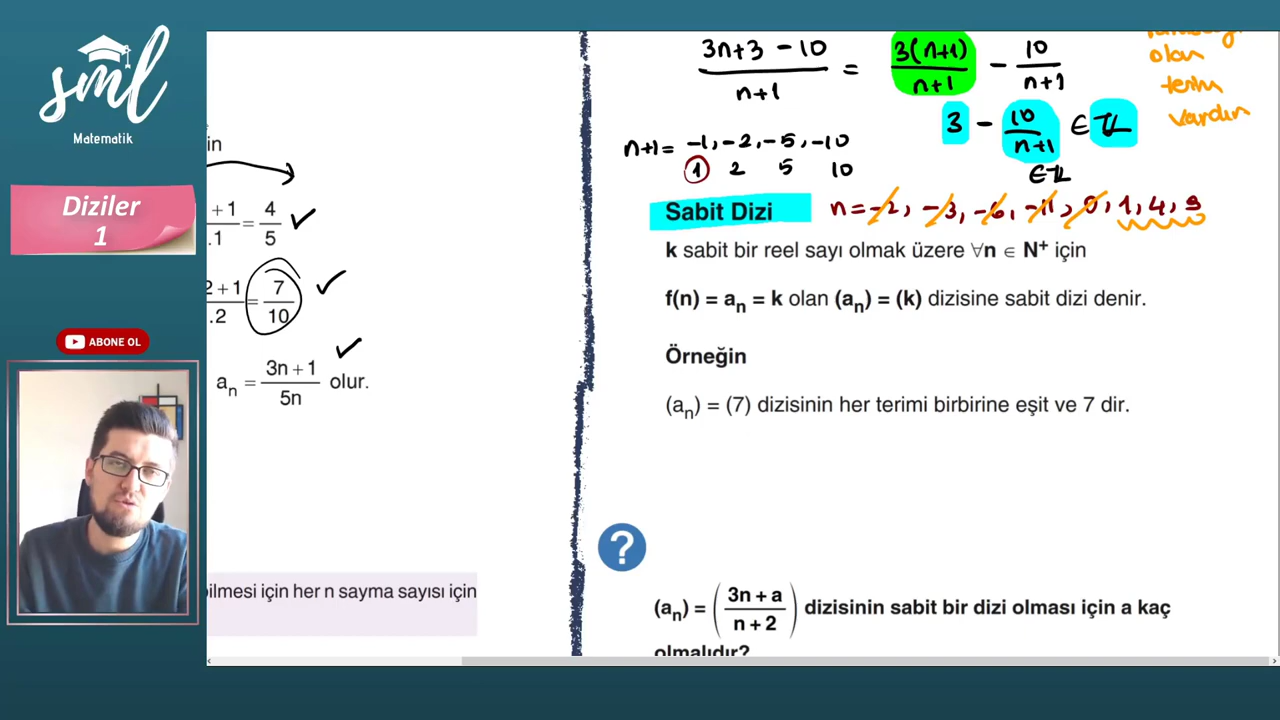 sml
Matematik
Diziler
1
ABONE OL
in
+ 1
.1
= 4/5
2 + 1
.2
= 7/10
aₙ = (3n + 1)/(5n) olur.
bilmesi için her n sayma sayısı için
(3n+3 − 10)/(n+1) = 3(n+1)/(n+1) − 10/(n+1)
olan
terim
vardır
3 − 10/(n+1) ∈ ℤ
∈ℤ
n+1 = −1, −2, −5, −10
1 2 5 10
Sabit Dizi
n = −2, −3, −6, −11, 0, 1, 4, 9
k sabit bir reel sayı olmak üzere ∀n ∈ N⁺ için
f(n) = aₙ = k olan (aₙ) = (k) dizisine sabit dizi denir.
Örneğin
(aₙ) = (7) dizisinin her terimi birbirine eşit ve 7 dir.
?
(aₙ) = ((3n + a)/(n + 2)) dizisinin sabit bir dizi olması için a kaç
olmalıdır?